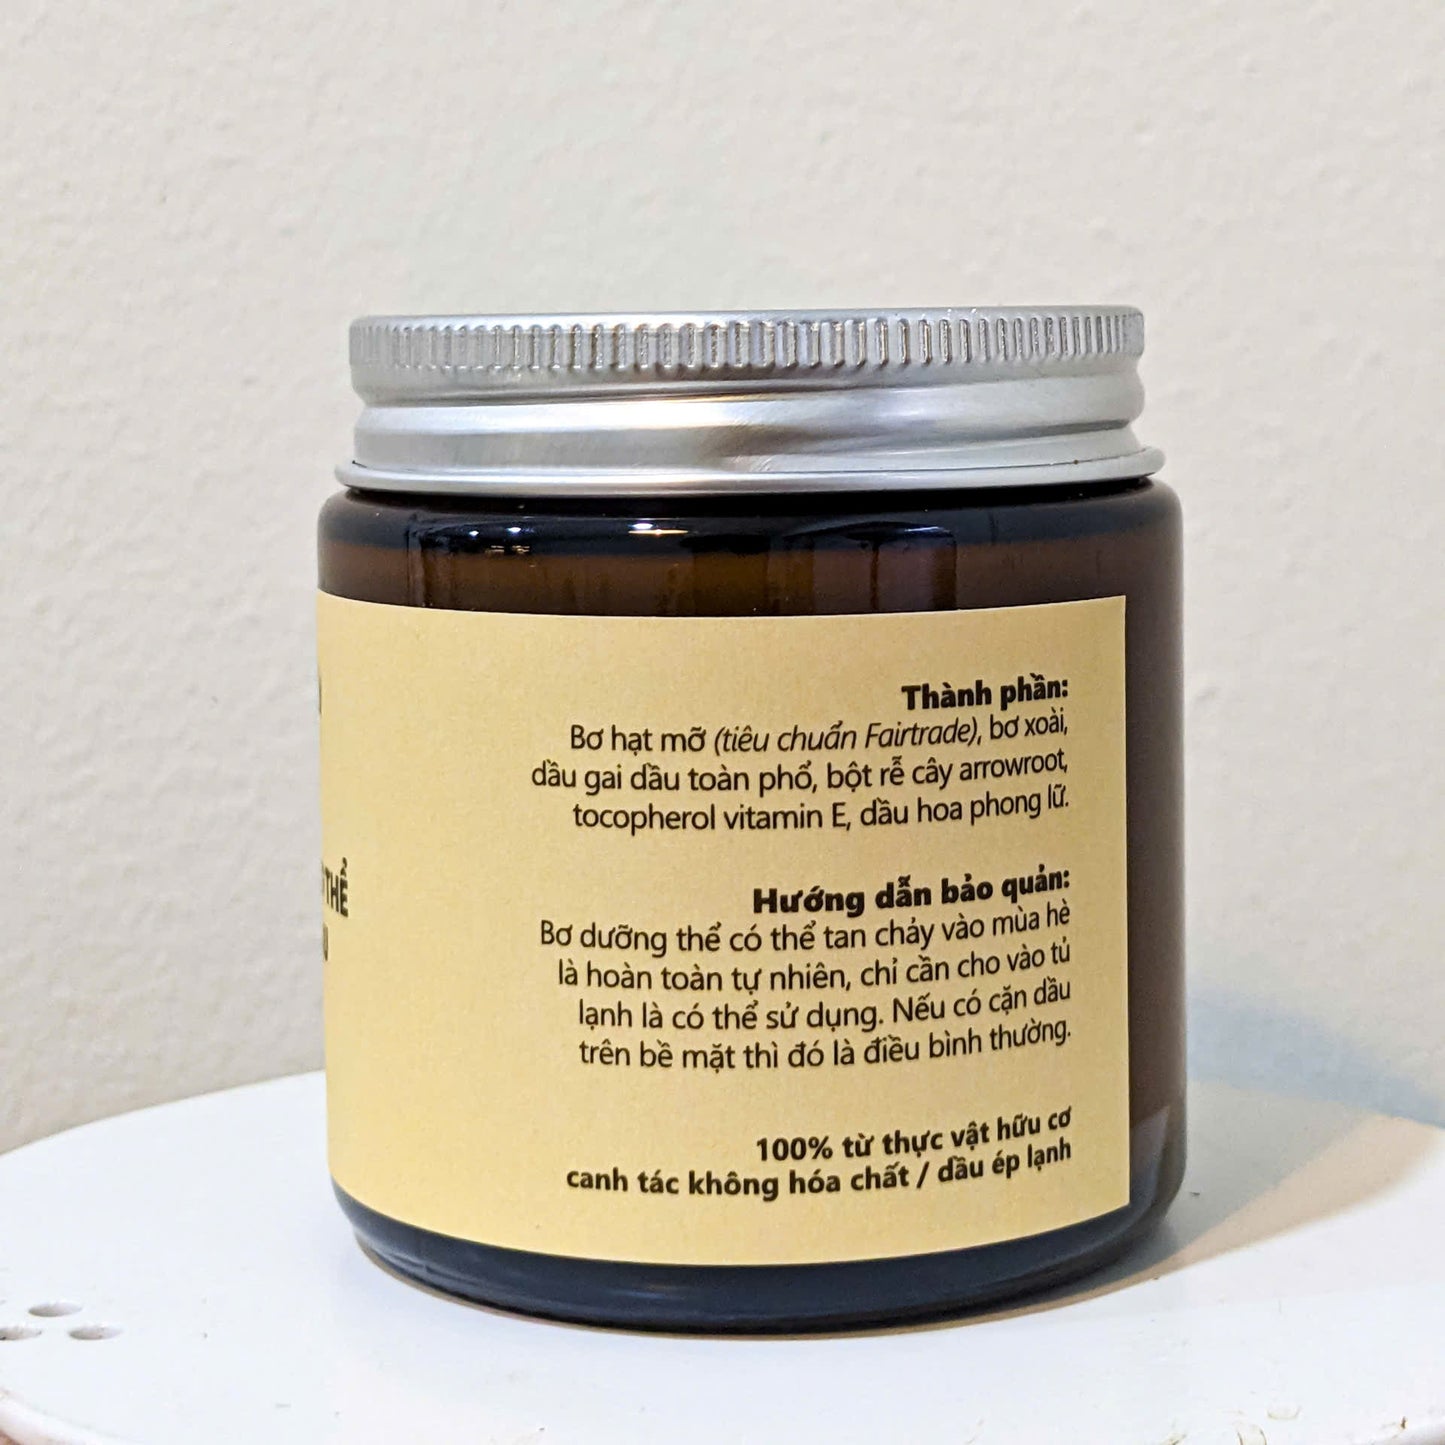 THỂ
Thành phần:
Bơ hạt mỡ (tiêu chuẩn Fairtrade), bơ xoài,
dầu gai dầu toàn phổ, bột rễ cây arrowroot,
tocopherol vitamin E, dầu hoa phong lữ.
Hướng dẫn bảo quản:
Bơ dưỡng thể có thể tan chảy vào mùa hè
là hoàn toàn tự nhiên, chỉ cần cho vào tủ
lạnh là có thể sử dụng. Nếu có cặn dầu
trên bề mặt thì đó là điều bình thường.
100% từ thực vật hữu cơ
canh tác không hóa chất / dầu ép lạnh